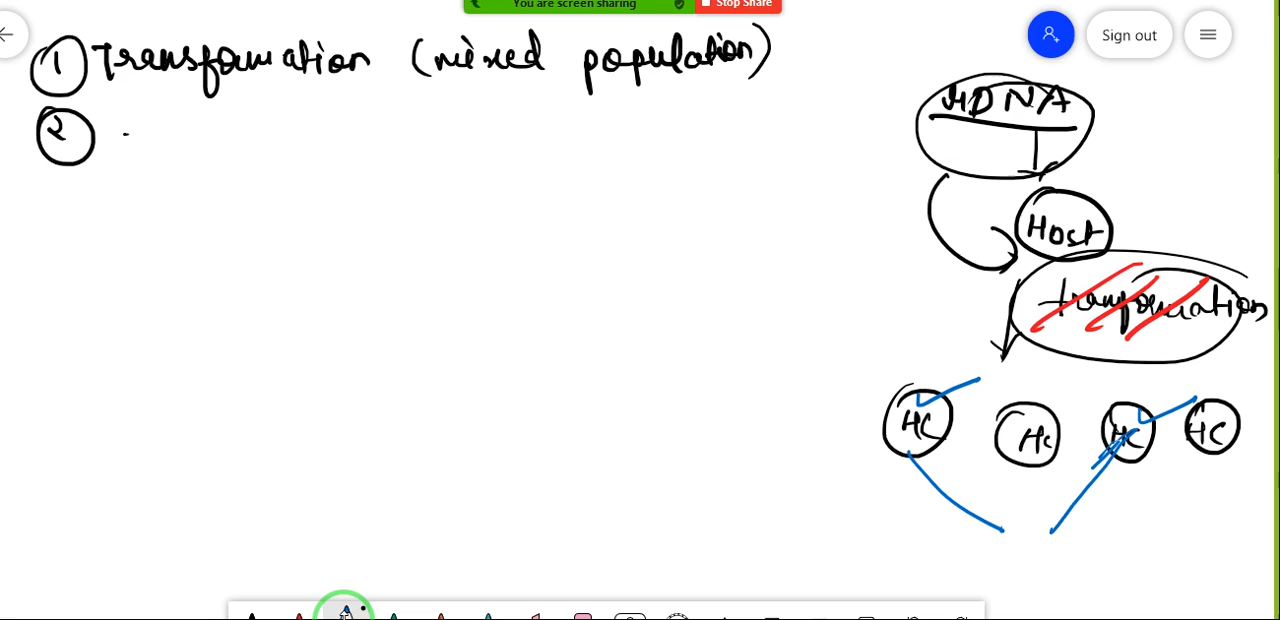 You are screen sharing
Stop Share
Sign out
① Transformation (mixed population)
②
rDNA
Host
transformation
HC HC HC HC